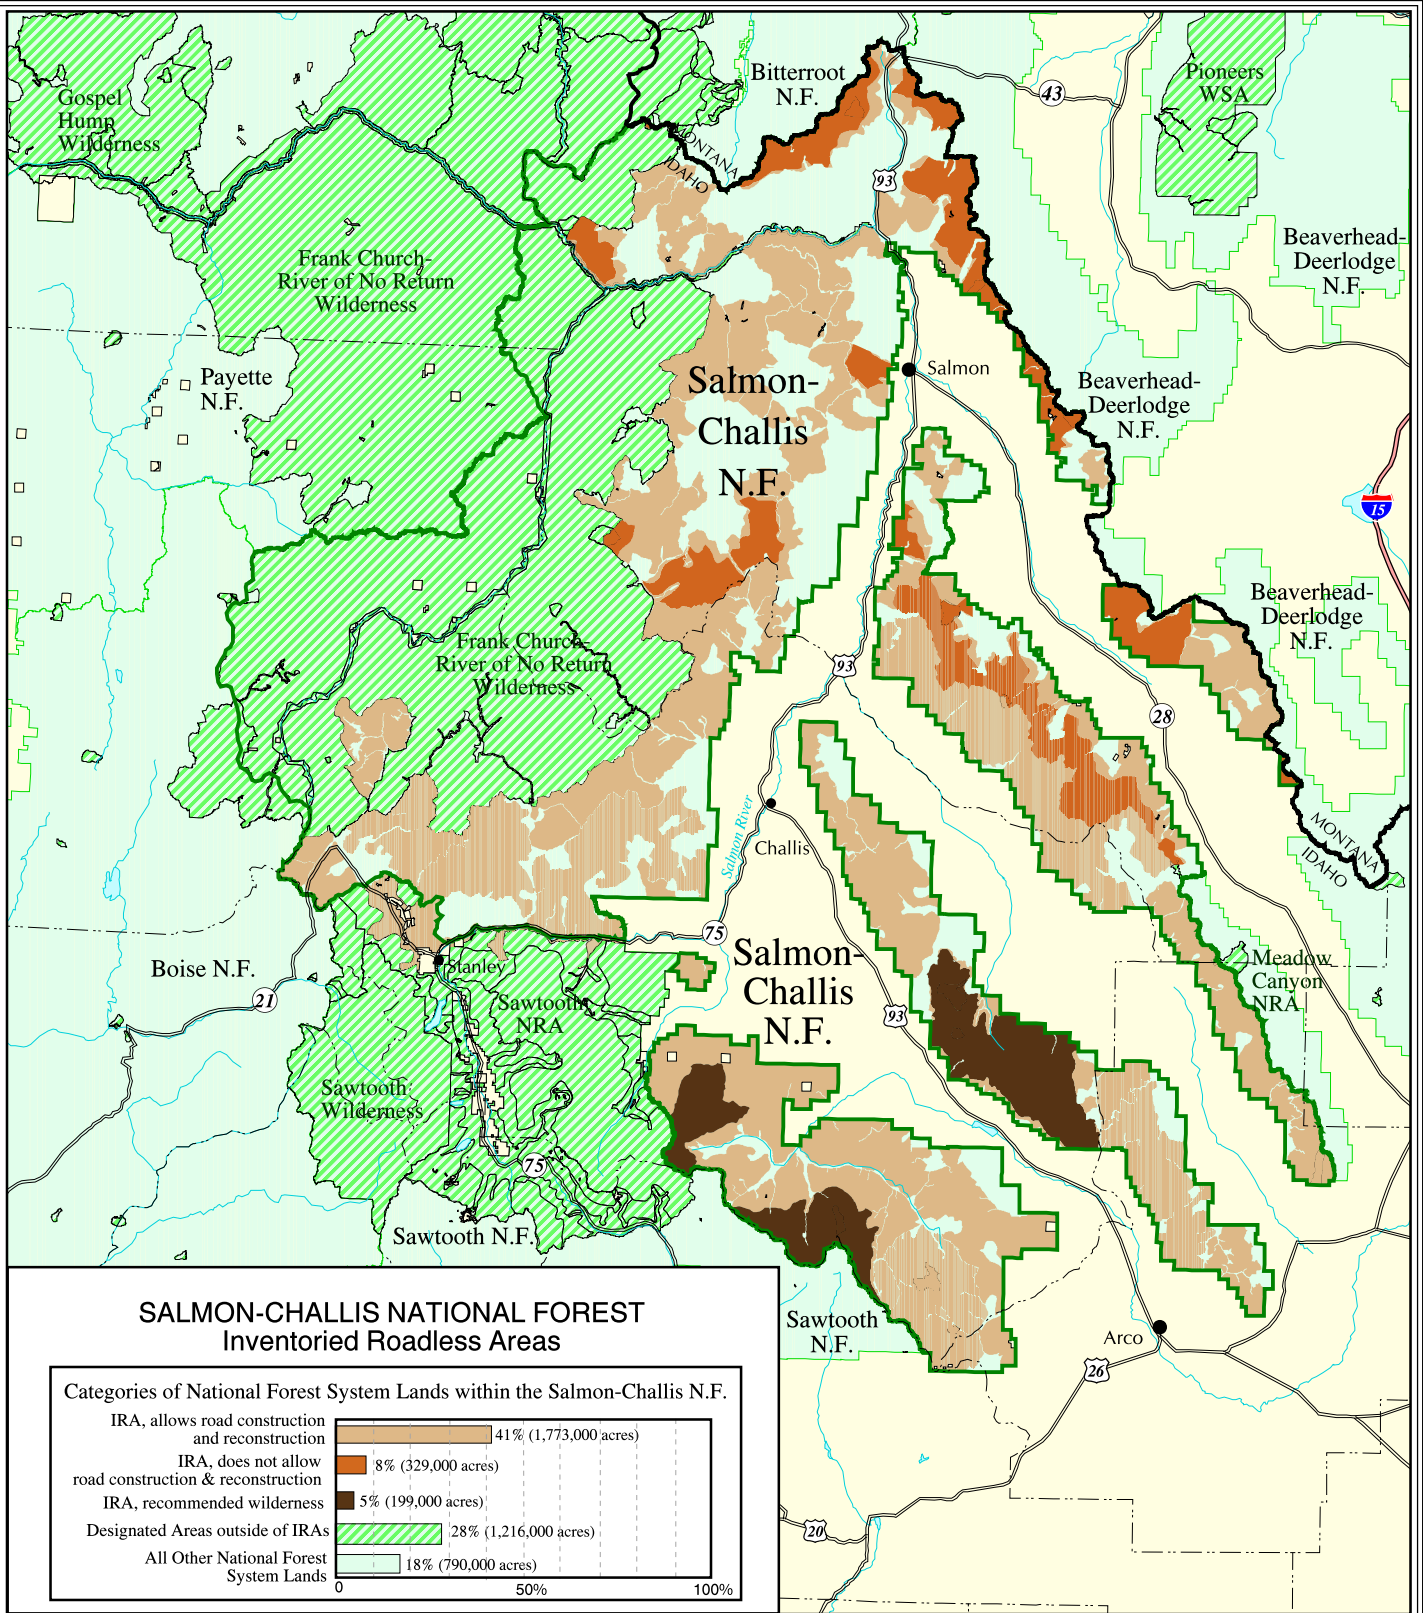 Bitterroot
N.F.
43
Pioneers
WSA
Gospel
Hump
Wilderness
MONTANA
IDAHO
93
Beaverhead-
Deerlodge
N.F.
Frank Church-
River of No Return
Wilderness
Payette
N.F.
Salmon-
Challis
N.F.
Salmon
Beaverhead-
Deerlodge
N.F.
15
Beaverhead-
Deerlodge
N.F.
Frank Church-
River of No Return
Wilderness
93
28
Salmon River
Challis
MONTANA
IDAHO
75
Salmon-
Challis
N.F.
Boise N.F.
21
Stanley
Sawtooth
NRA
Meadow
Canyon
NRA
93
Sawtooth
Wilderness
75
Sawtooth N.F.
Sawtooth
N.F.
Arco
26
20
SALMON-CHALLIS NATIONAL FOREST
Inventoried Roadless Areas
Categories of National Forest System Lands within the Salmon-Challis N.F.
IRA, allows road construction
and reconstruction
41% (1,773,000 acres)
IRA, does not allow
road construction & reconstruction
8% (329,000 acres)
IRA, recommended wilderness
5% (199,000 acres)
Designated Areas outside of IRAs
28% (1,216,000 acres)
All Other National Forest
System Lands
18% (790,000 acres)
0 50% 100%